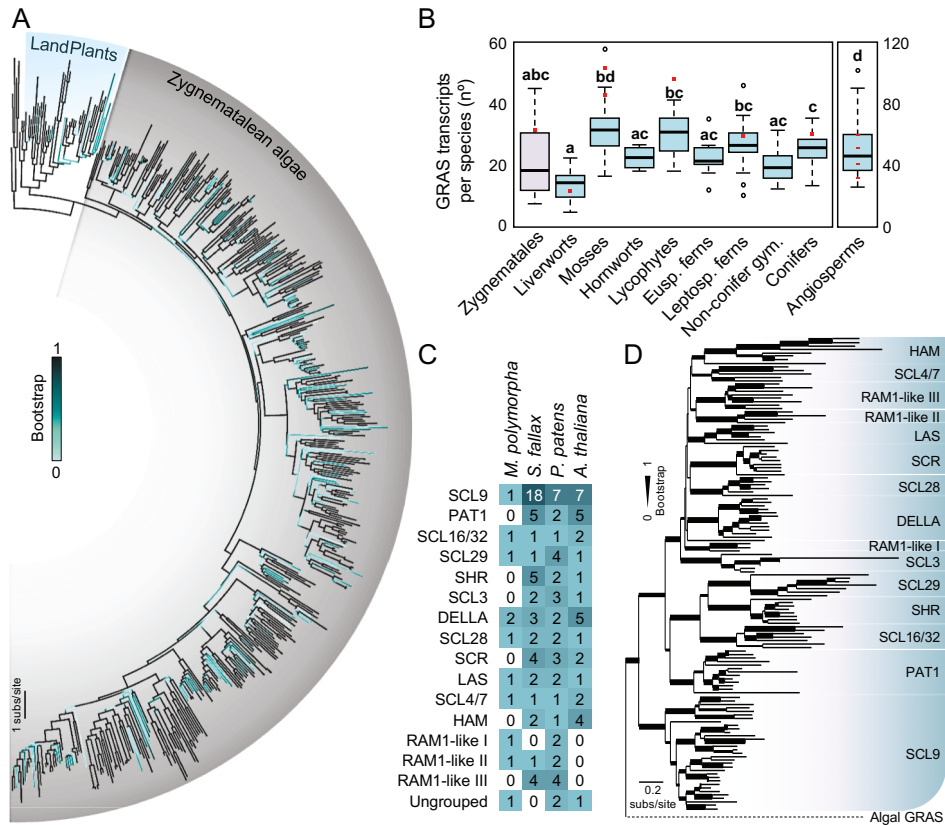 A
Land Plants
Zygnematalean algae
1
Bootstrap
0
1 subs/site
B
GRAS transcripts
per species (nº)
60
40
20
0
120
80
40
0
abc
a
bd
ac
bc
ac
bc
ac
c
d
Zygnematales
Liverworts
Mosses
Hornworts
Lycophytes
Eusp. ferns
Leptosp. ferns
Non-conifer gym.
Conifers
Angiosperms
C
M. polymorpha
S. fallax
P. patens
A. thaliana
SCL9 1 18 7 7
PAT1 0 5 2 5
SCL16/32 1 1 1 2
SCL29 1 1 4 1
SHR 0 5 2 1
SCL3 0 2 3 1
DELLA 2 3 2 5
SCL28 1 2 2 1
SCR 0 4 3 2
LAS 1 2 2 1
SCL4/7 1 1 1 2
HAM 0 2 1 4
RAM1-like I 1 0 2 0
RAM1-like II 1 1 2 0
RAM1-like III 0 4 4 0
Ungrouped 1 0 2 1
D
HAM
SCL4/7
RAM1-like III
RAM1-like II
LAS
SCR
SCL28
DELLA
RAM1-like I
SCL3
SCL29
SHR
SCL16/32
PAT1
SCL9
0 1
Bootstrap
0.2
subs/site
Algal GRAS